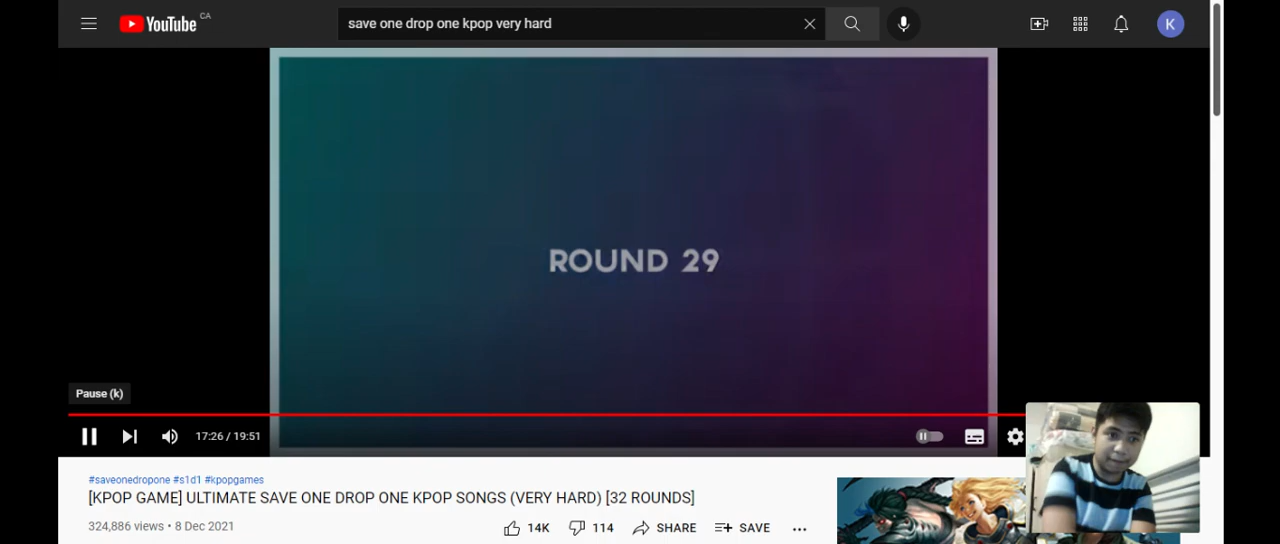 YouTube CA
save one drop one kpop very hard
K
ROUND 29
Pause (k)
17:26 / 19:51
#saveonedropone #s1d1 #kpopgames
[KPOP GAME] ULTIMATE SAVE ONE DROP ONE KPOP SONGS (VERY HARD) [32 ROUNDS]
324,886 views • 8 Dec 2021
14K 114 SHARE SAVE